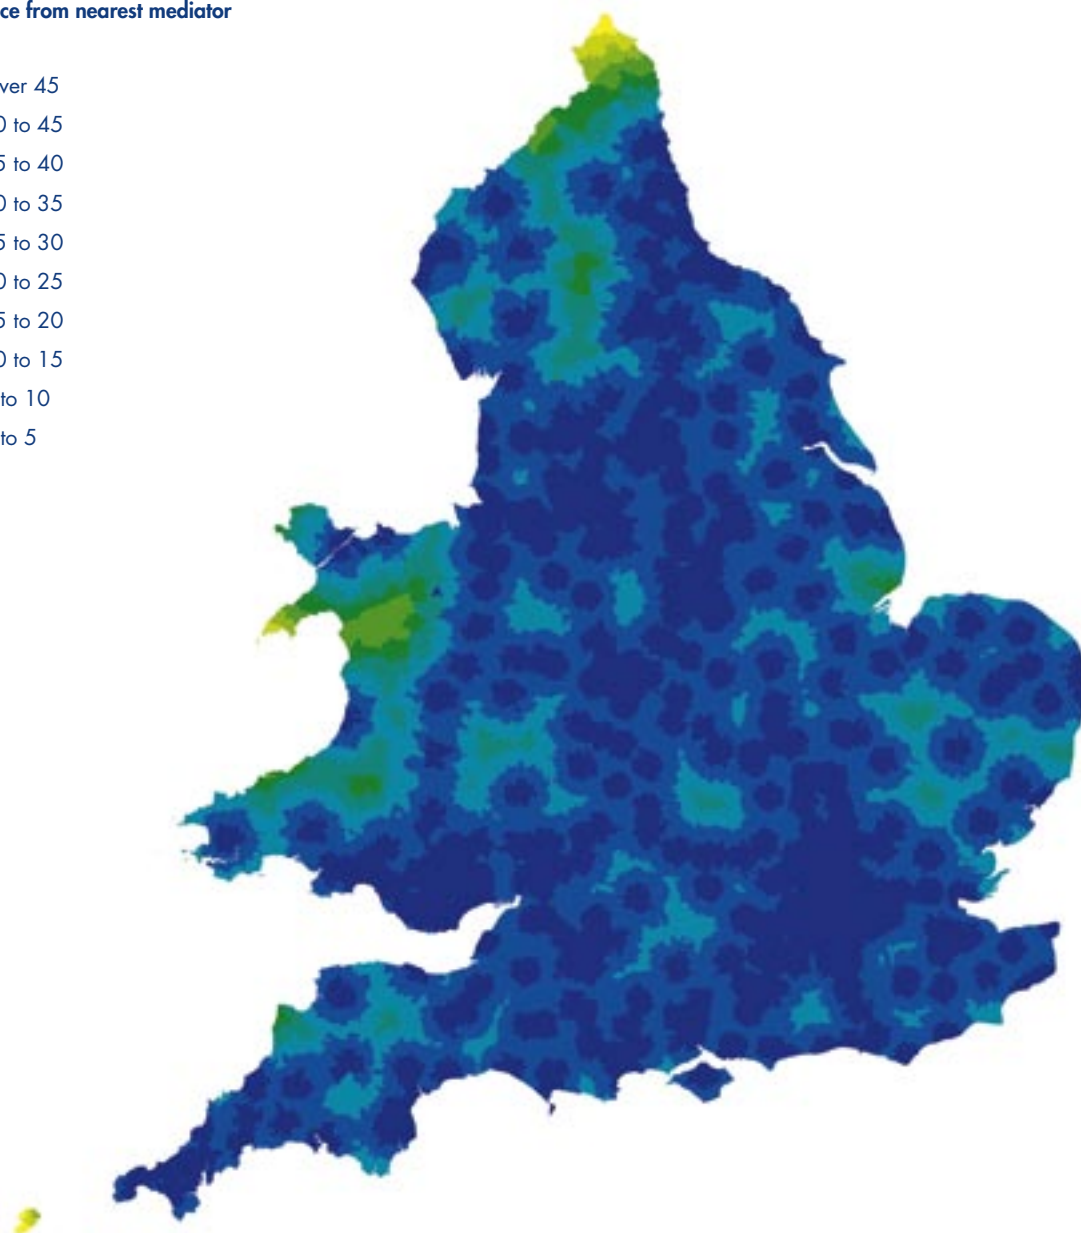 ce from nearest mediator
ver 45
0 to 45
5 to 40
0 to 35
5 to 30
0 to 25
5 to 20
0 to 15
to 10
to 5